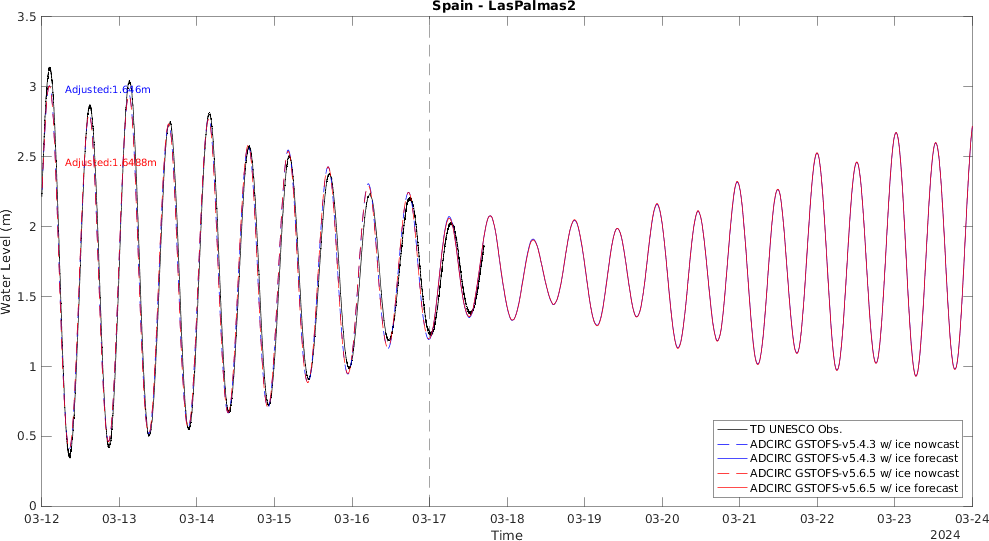 Spain - LasPalmas2
3.5
3
2.5
2
1.5
1
0.5
0
Water Level (m)
Adjusted:1.646m
Adjusted:1.6488m
TD UNESCO Obs.
ADCIRC GSTOFS-v5.4.3 w/ ice nowcast
ADCIRC GSTOFS-v5.4.3 w/ ice forecast
ADCIRC GSTOFS-v5.6.5 w/ ice nowcast
ADCIRC GSTOFS-v5.6.5 w/ ice forecast
03-12 03-13 03-14 03-15 03-16 03-17 03-18 03-19 03-20 03-21 03-22 03-23 03-24
Time
2024